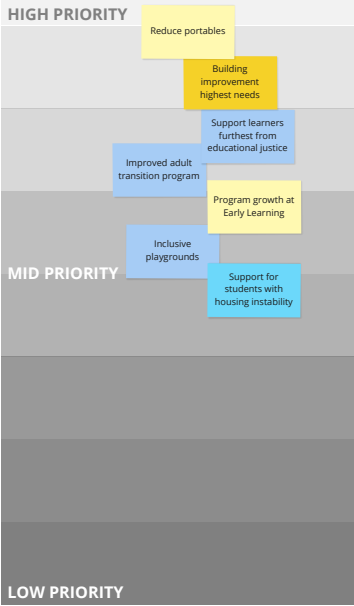 HIGH PRIORITY
Reduce portables
Building
improvement
highest needs
Support learners
furthest from
educational justice
Improved adult
transition program
Program growth at
Early Learning
Inclusive
playgrounds
MID PRIORITY
Support for
students with
housing instability
LOW PRIORITY